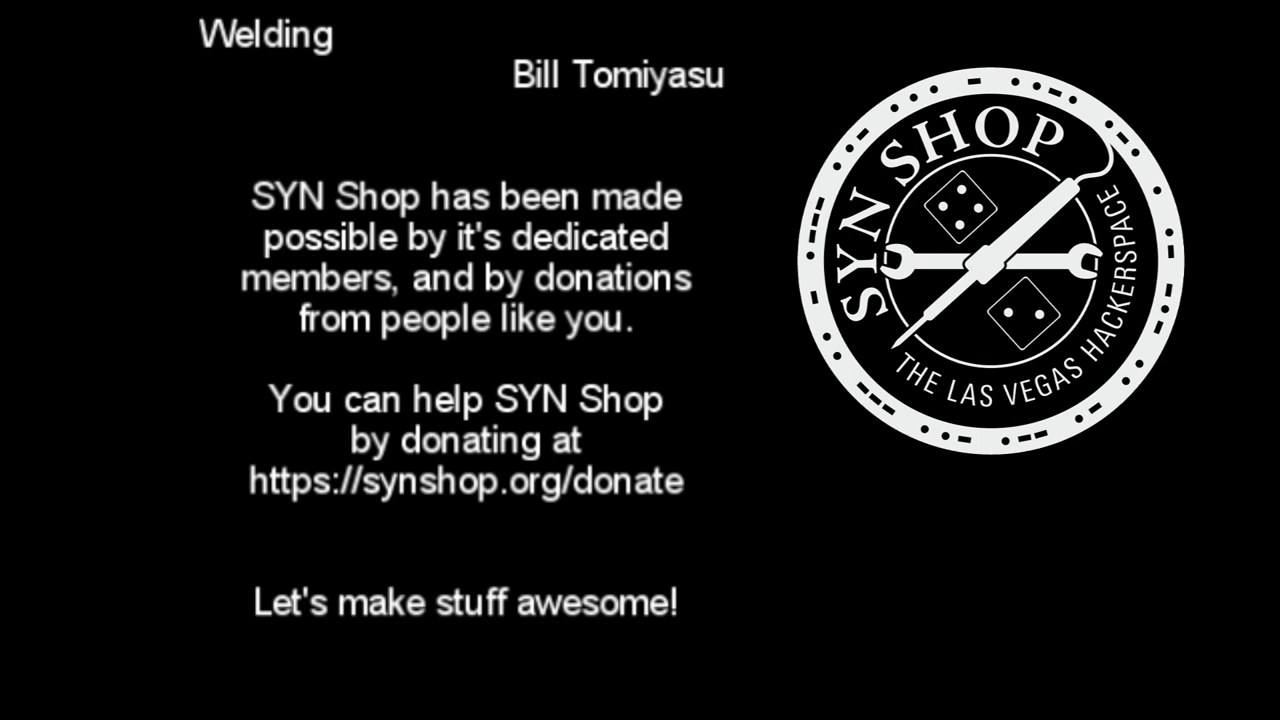 Welding
Bill Tomiyasu
SYN Shop has been made
possible by it's dedicated
members, and by donations
from people like you.
You can help SYN Shop
by donating at
https://synshop.org/donate
Let's make stuff awesome!
SYN SHOP
THE LAS VEGAS HACKERSPACE